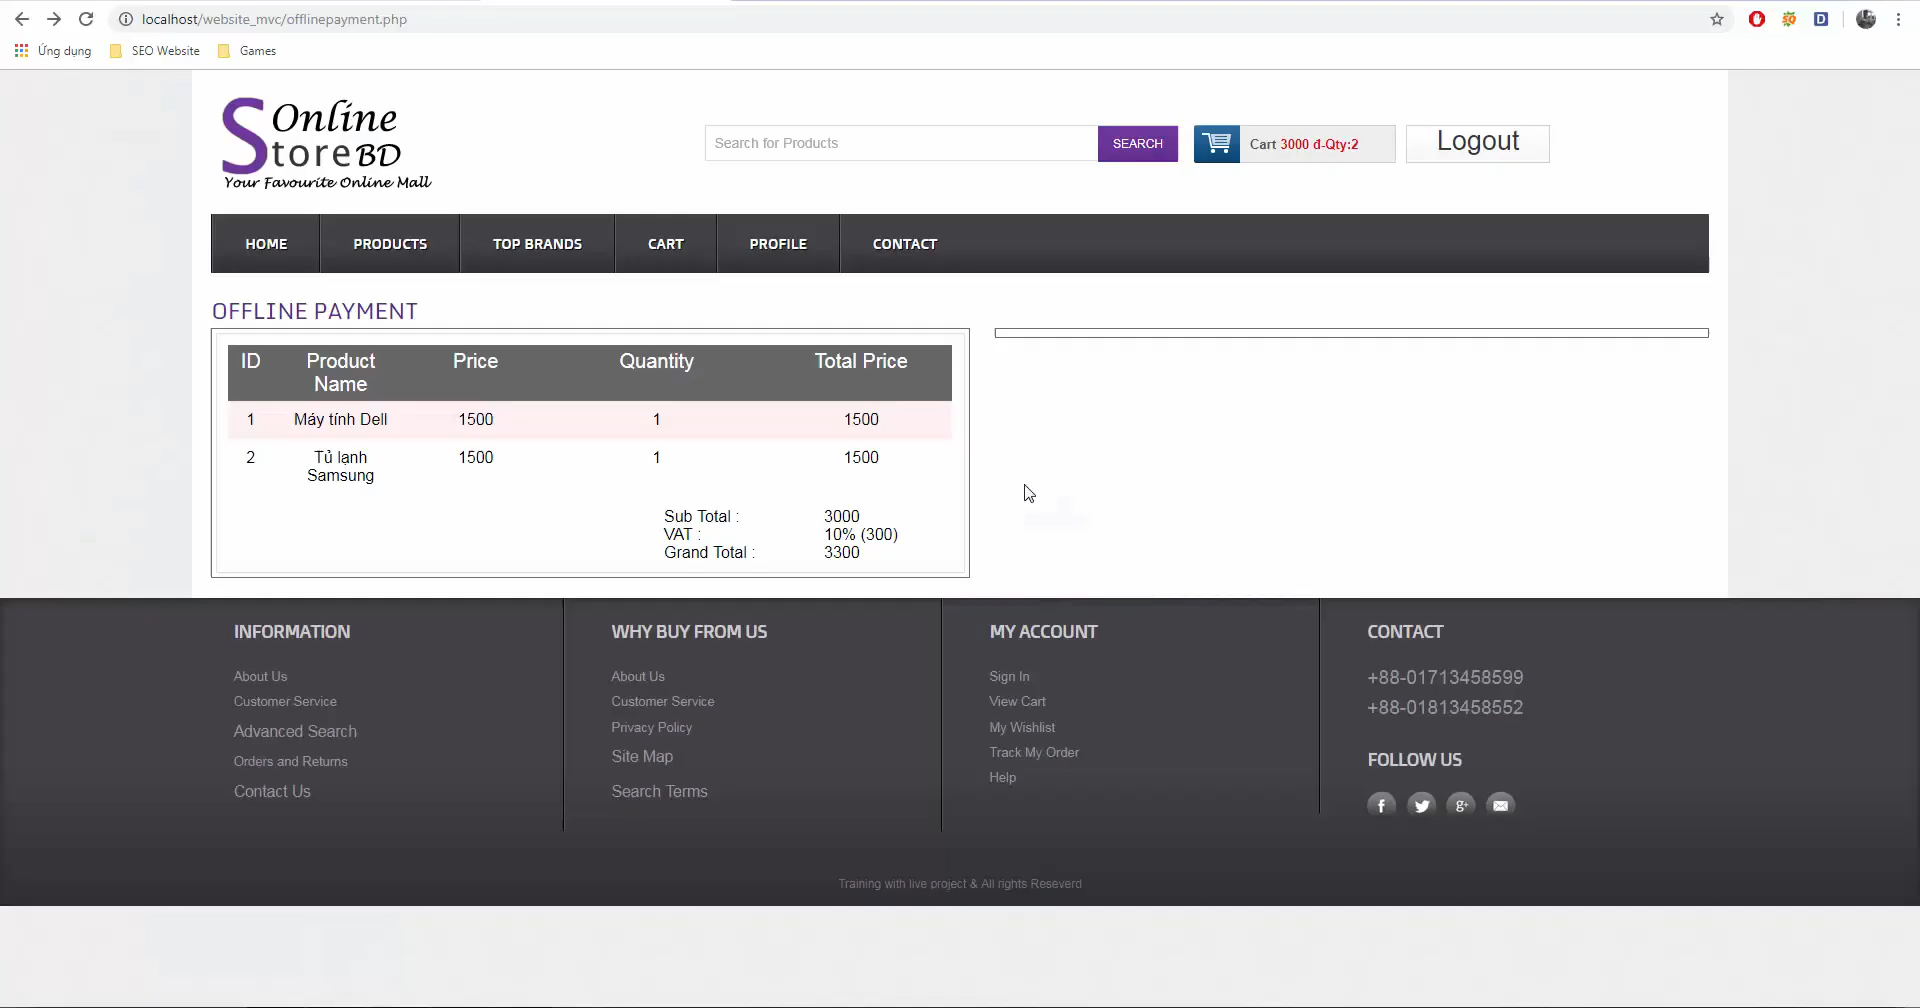 localhost/website_mvc/offlinepayment.php
Ứng dụng SEO Website Games
S Online
tore BD
Your Favourite Online Mall
Search for Products SEARCH Cart 3000 đ-Qty:2 Logout
HOME PRODUCTS TOP BRANDS CART PROFILE CONTACT
OFFLINE PAYMENT
ID Product Name Price Quantity Total Price
1 Máy tính Dell 1500 1 1500
2 Tủ lạnh Samsung 1500 1 1500
Sub Total : 3000
VAT : 10% (300)
Grand Total : 3300
INFORMATION
About Us
Customer Service
Advanced Search
Orders and Returns
Contact Us
WHY BUY FROM US
About Us
Customer Service
Privacy Policy
Site Map
Search Terms
MY ACCOUNT
Sign In
View Cart
My Wishlist
Track My Order
Help
CONTACT
+88-01713458599
+88-01813458552
FOLLOW US
Training with live project & All rights Reseverd